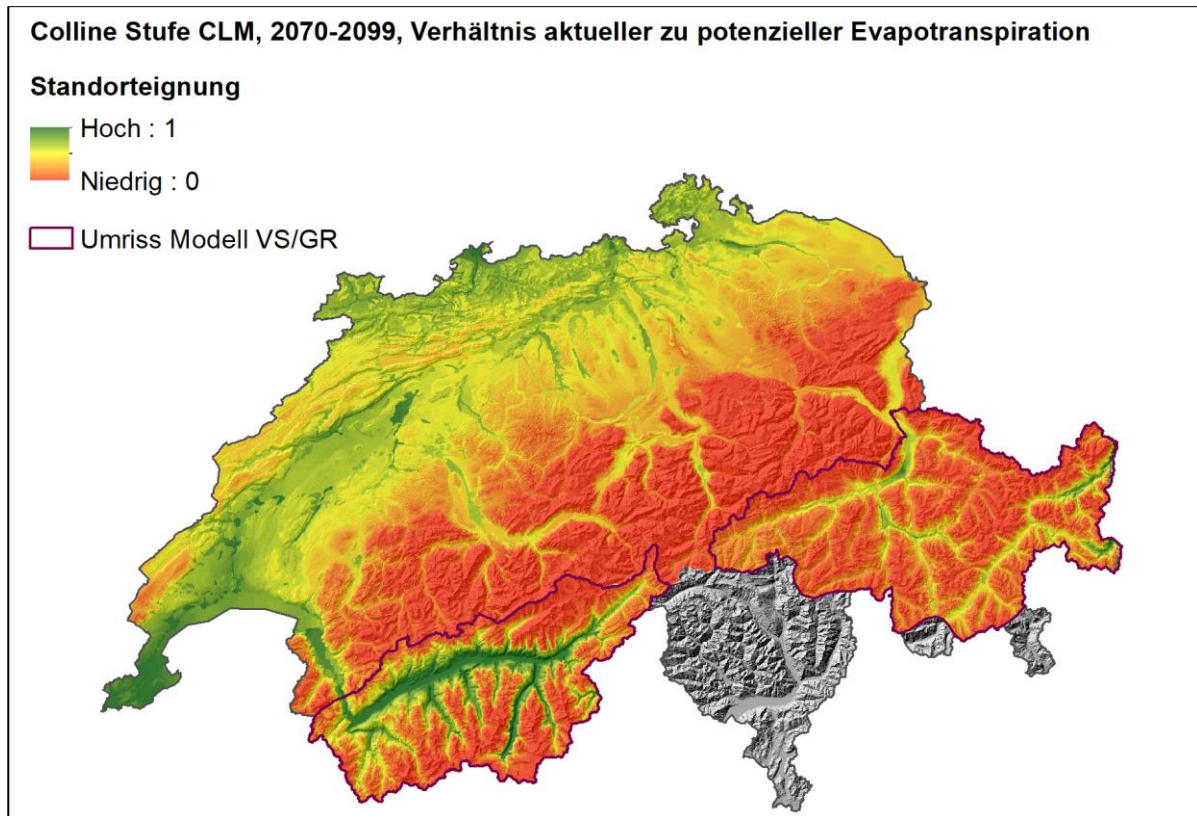 Colline Stufe CLM, 2070-2099, Verhältnis aktueller zu potenzieller Evapotranspiration
Standorteignung
Hoch : 1
Niedrig : 0
Umriss Modell VS/GR